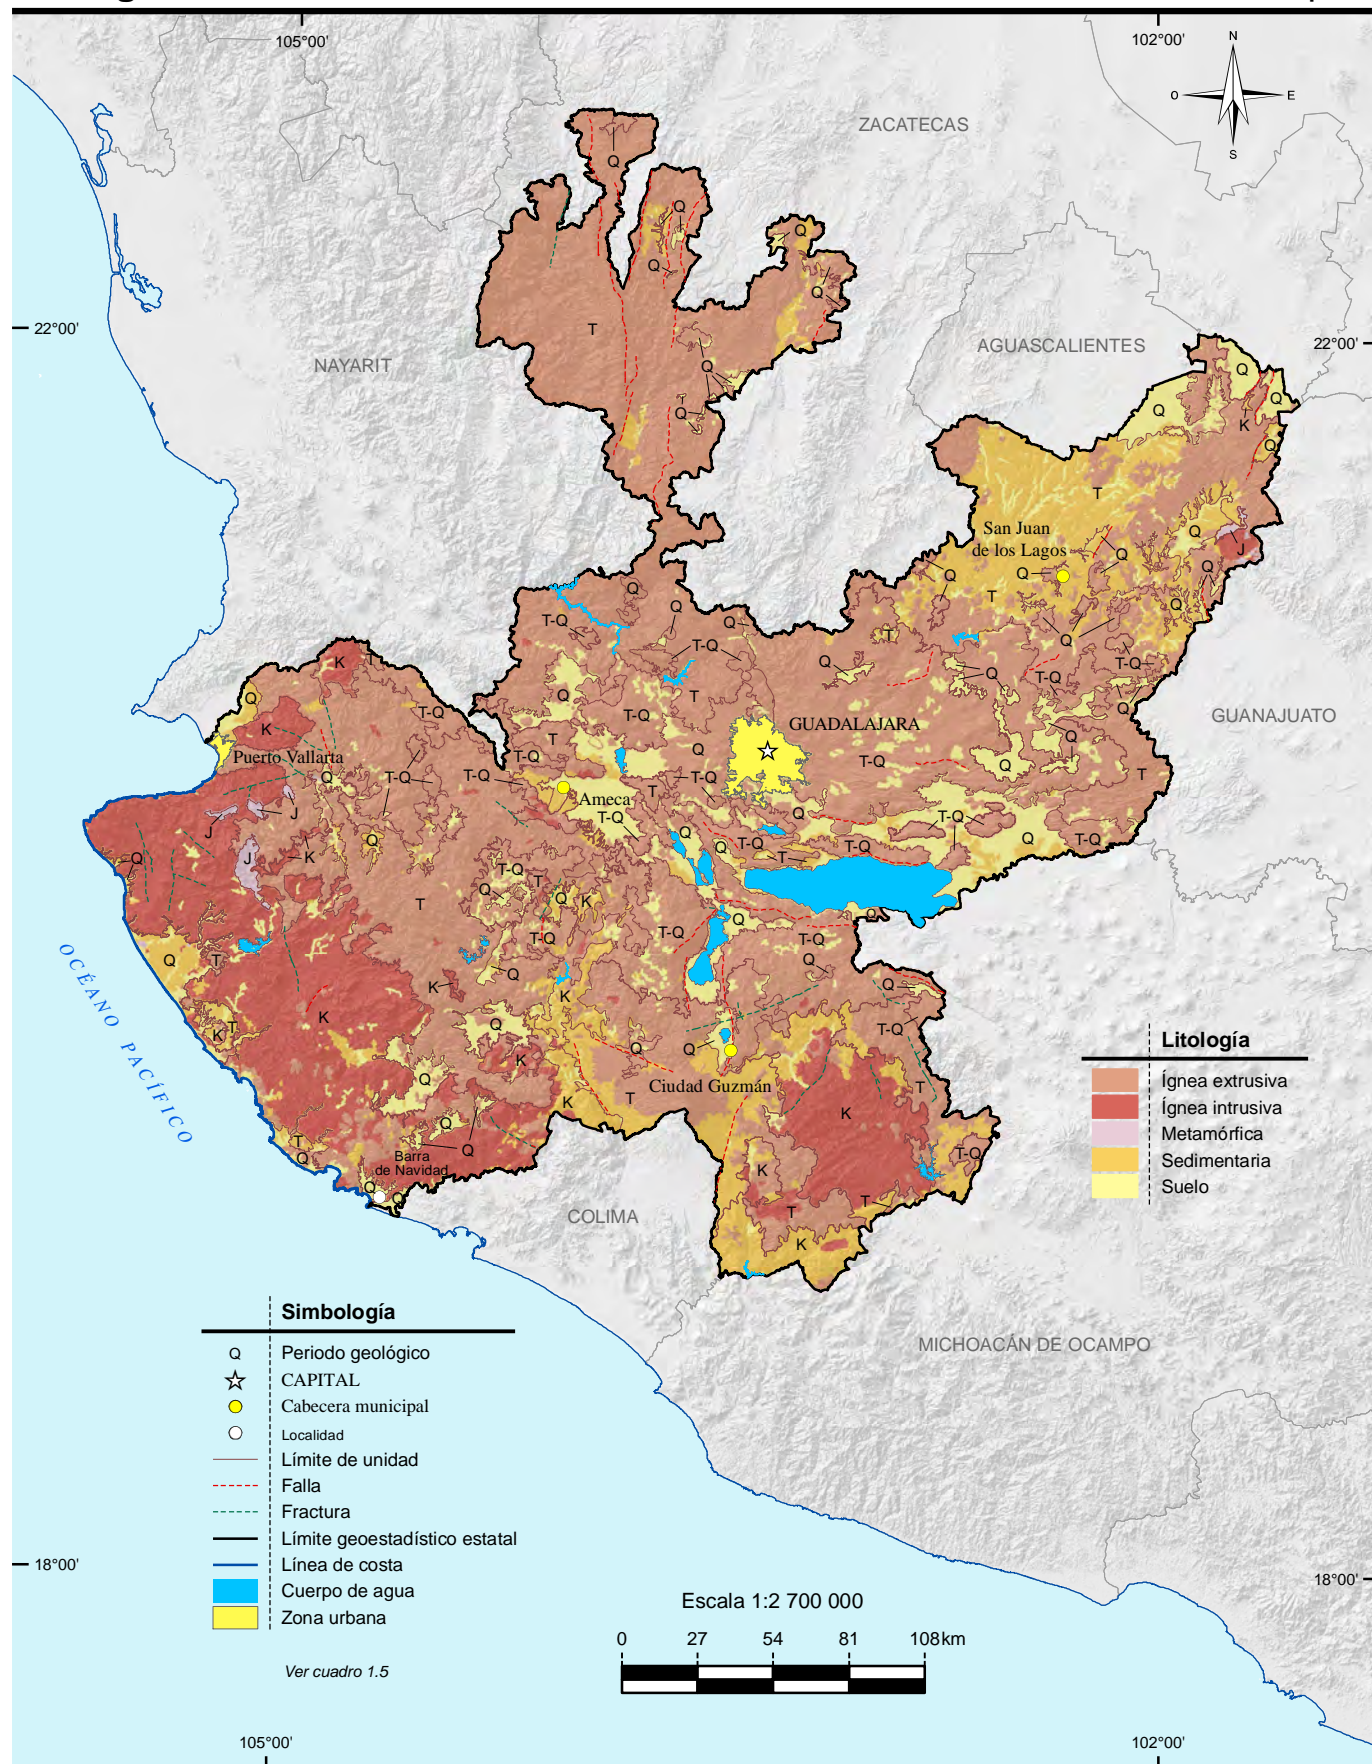 105°00'
102°00'
N
O
E
S
ZACATECAS
Q
Q
Q
Q
Q
T
22°00'
22°00'
AGUASCALIENTES
NAYARIT
Q
Q
Q
Q
T
Q
K
Q
T
San Juan
de los Lagos
Q
Q
J
Q
Q
Q
Q
T
Q
Q
Q
T-Q
Q
T-Q
T
Q
K
T
Q
Q
T-Q
T-Q
Q
Q
T
T-Q
T-Q
Q
GUANAJUATO
K
GUADALAJARA
T
Q
Q
Puerto Vallarta
T-Q
T-Q
T-Q
Q
T-Q
T
T-Q
Q
T
Q
Ameca
J
T-Q
Q
T-Q
J
Q
Q
Q
T-Q
T-Q
Q
T-Q
T
Q
J
K
T-Q
T
Q
Q
K
T
Q
Q
T-Q
T-Q
T-Q
Q
Q
T
Q
K
K
Q
OCÉANO PACÍFICO
K
Q
T-Q
T
K
Q
Q
K
Ciudad Guzmán
T
Q
K
T
K
Q
Q
T
Q
Barra
de Navidad
T-Q
K
Q
Q
T
T
COLIMA
K
Litología
Ígnea extrusiva
Ígnea intrusiva
Metamórfica
Sedimentaria
Suelo
MICHOACÁN DE OCAMPO
Simbología
Q Periodo geológico
CAPITAL
Cabecera municipal
Localidad
Límite de unidad
Falla
Fractura
Límite geoestadístico estatal
Línea de costa
Cuerpo de agua
Zona urbana
Ver cuadro 1.5
18°00'
18°00'
Escala 1:2 700 000
0 27 54 81 108 km
105°00'
102°00'